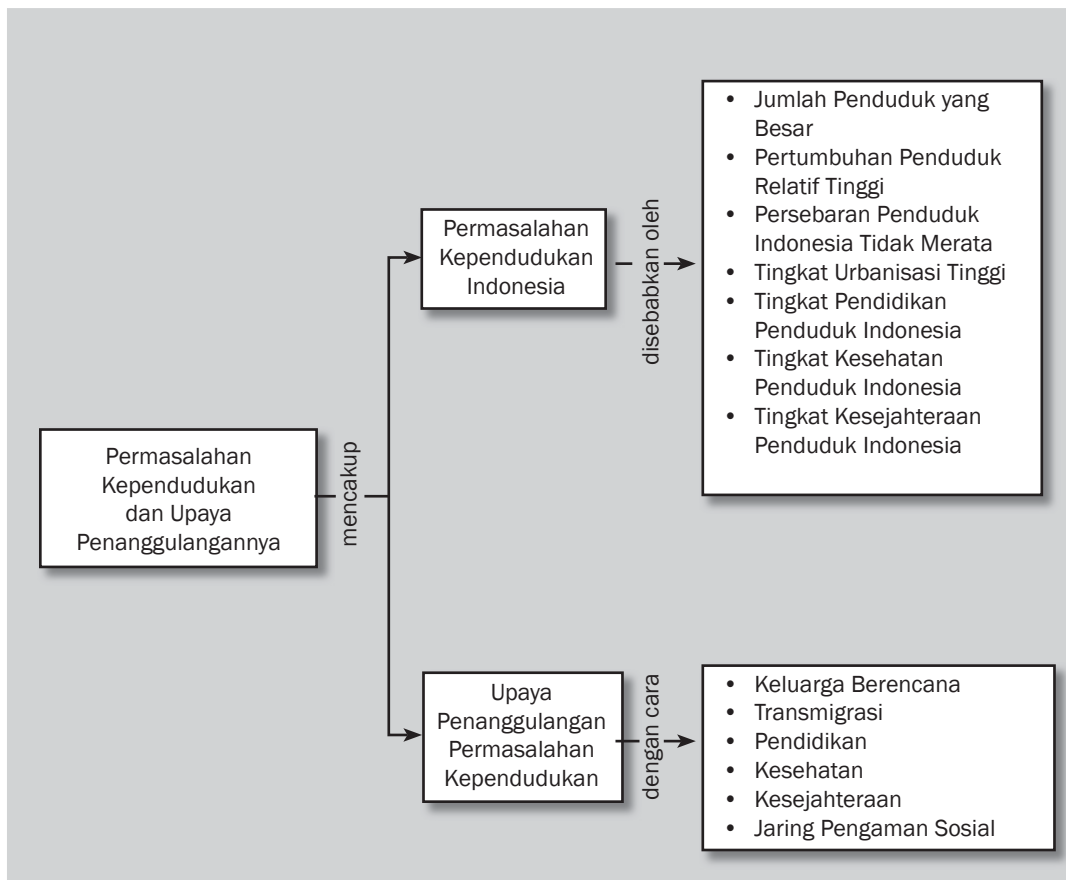 Permasalahan
Kependudukan
dan Upaya
Penanggulangannya
mencakup
Permasalahan
Kependudukan
Indonesia
disebabkan oleh
• Jumlah Penduduk yang
Besar
• Pertumbuhan Penduduk
Relatif Tinggi
• Persebaran Penduduk
Indonesia Tidak Merata
• Tingkat Urbanisasi Tinggi
• Tingkat Pendidikan
Penduduk Indonesia
• Tingkat Kesehatan
Penduduk Indonesia
• Tingkat Kesejahteraan
Penduduk Indonesia
Upaya
Penanggulangan
Permasalahan
Kependudukan
dengan cara
• Keluarga Berencana
• Transmigrasi
• Pendidikan
• Kesehatan
• Kesejahteraan
• Jaring Pengaman Sosial